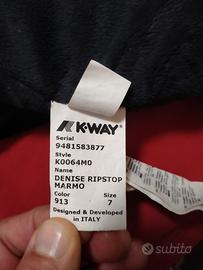 K-WAY
Serial
9481583877
Style
K0064M0
Name
DENISE RIPSTOP
MARMO
Color
Size
913
7
Designed & Developed
in ITALY
subito